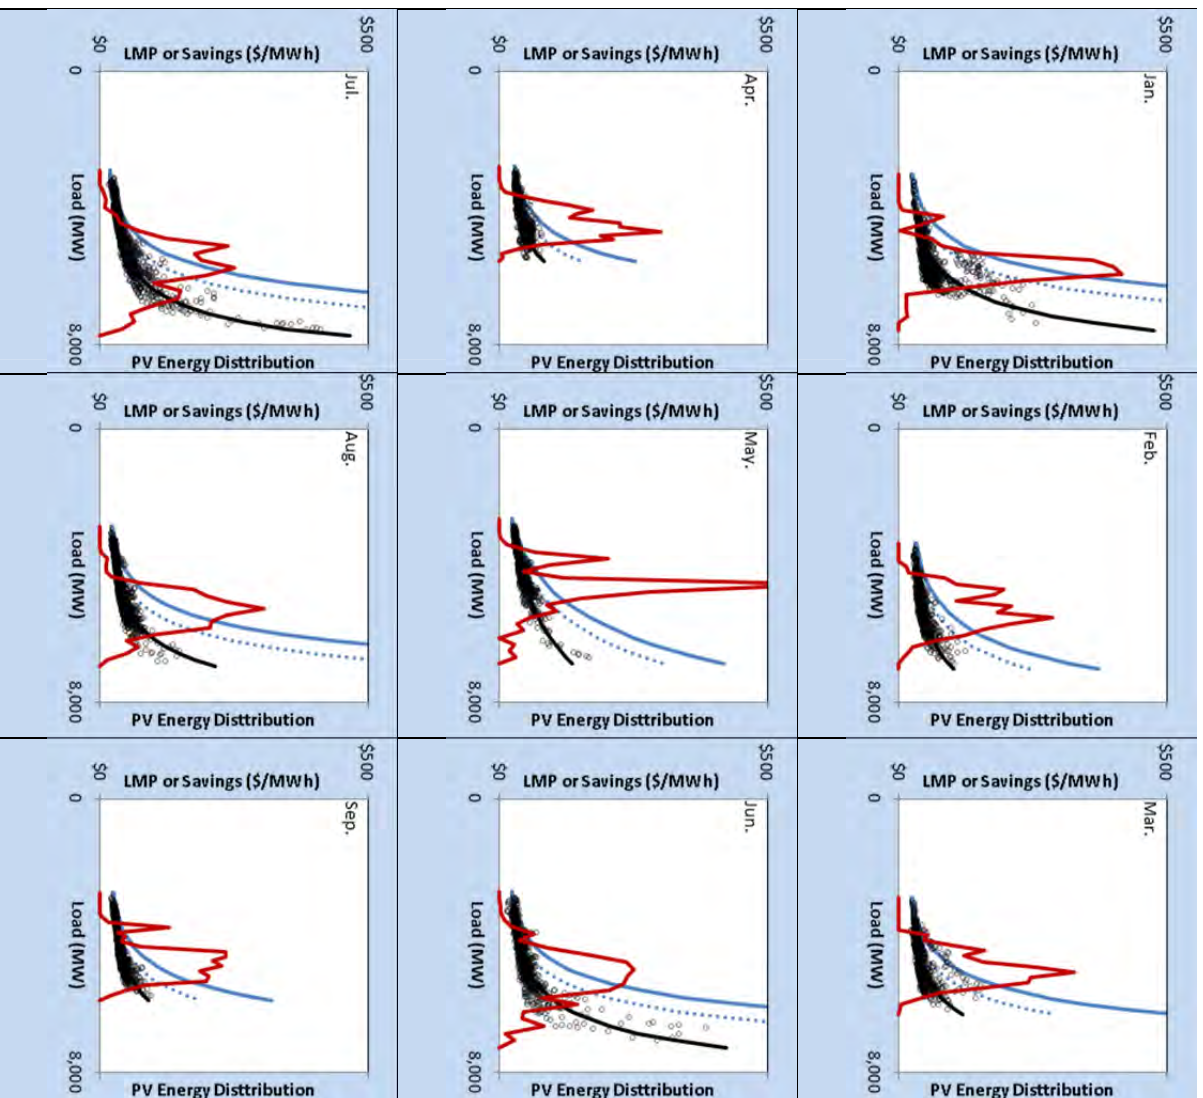 $0
$500
LMP or Savings ($/MWh)
0
Jul.
Load (MW)
8,000
PV Energy Disttribution
$0
$500
LMP or Savings ($/MWh)
0
Apr.
Load (MW)
8,000
PV Energy Disttribution
$0
$500
LMP or Savings ($/MWh)
0
Jan.
Load (MW)
8,000
PV Energy Disttribution
$0
$500
LMP or Savings ($/MWh)
0
Aug.
Load (MW)
8,000
PV Energy Disttribution
$0
$500
LMP or Savings ($/MWh)
0
May.
Load (MW)
8,000
PV Energy Disttribution
$0
$500
LMP or Savings ($/MWh)
0
Feb.
Load (MW)
8,000
PV Energy Disttribution
$0
$500
LMP or Savings ($/MWh)
0
Sep.
Load (MW)
8,000
PV Energy Disttribution
$0
$500
LMP or Savings ($/MWh)
0
Jun.
Load (MW)
8,000
PV Energy Disttribution
$0
$500
LMP or Savings ($/MWh)
0
Mar.
Load (MW)
8,000
PV Energy Disttribution